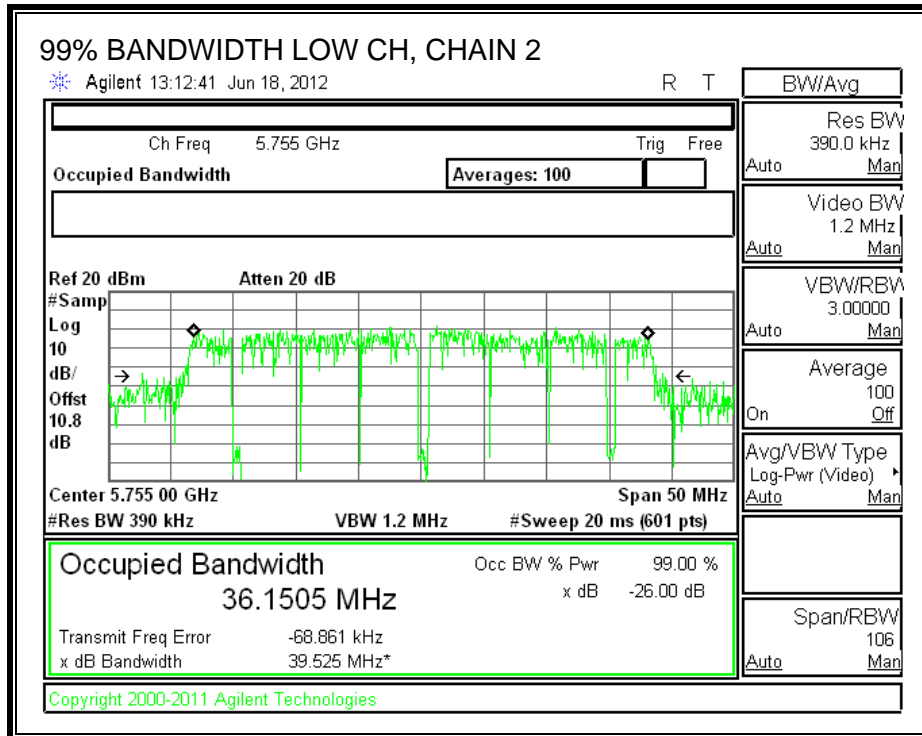 99% BANDWIDTH LOW CH, CHAIN 2
Agilent 13:12:41 Jun 18, 2012 R T
Ch Freq 5.755 GHz Trig Free
Occupied Bandwidth Averages: 100
Ref 20 dBm Atten 20 dB
#Samp
Log
10
dB/
Offst
10.8
dB
Center 5.755 00 GHz Span 50 MHz
#Res BW 390 kHz VBW 1.2 MHz #Sweep 20 ms (601 pts)
Occupied Bandwidth Occ BW % Pwr 99.00 %
36.1505 MHz x dB -26.00 dB
Transmit Freq Error -68.861 kHz
x dB Bandwidth 39.525 MHz*
Copyright 2000-2011 Agilent Technologies
BW/Avg
Res BW
390.0 kHz
Auto Man
Video BW
1.2 MHz
Auto Man
VBW/RBW
3.00000
Auto Man
Average
100
On Off
Avg/VBW Type
Log-Pwr (Video)
Auto Man
Span/RBW
106
Auto Man